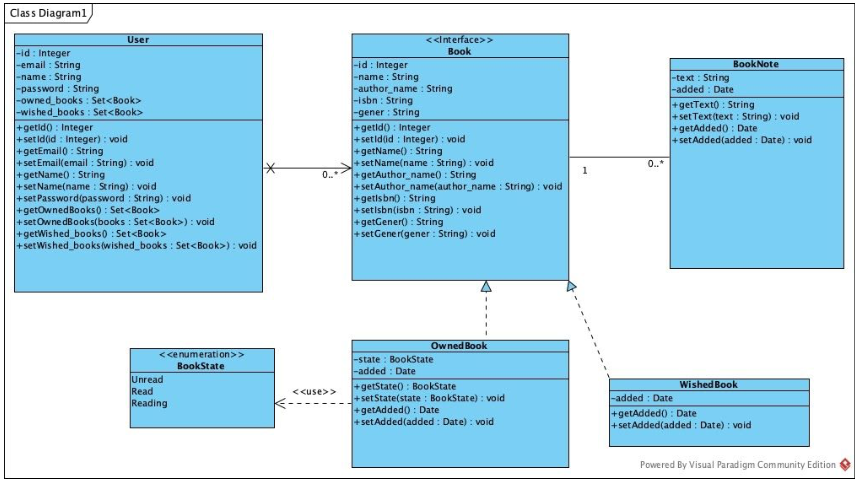 Class Diagram1
User
-id : Integer
-email : String
-name : String
-password : String
-owned_books : Set<Book>
-wished_books : Set<Book>
+getId() : Integer
+setId(id : Integer) : void
+getEmail() : String
+setEmail(email : String) : void
+getName() : String
+setName(name : String) : void
+setPassword(password : String) : void
+getOwnedBooks() : Set<Book>
+setOwnedBooks(books : Set<Book>) : void
+getWished_books() : Set<Book>
+setWished_books(wished_books : Set<Book>) : void
0..*
<<Interface>>
Book
-id : Integer
-name : String
-author_name : String
-isbn : String
-gener : String
+getId() : Integer
+setId(id : Integer) : void
+getName() : String
+setName(name : String) : void
+getAuthor_name() : String
+setAuthor_name(author_name : String) : void
+getIsbn() : String
+setIsbn(isbn : String) : void
+getGener() : String
+setGener(gener : String) : void
1
0..*
BookNote
-text : String
-added : Date
+getText() : String
+setText(text : String) : void
+getAdded() : Date
+setAdded(added : Date) : void
<<enumeration>>
BookState
Unread
Read
Reading
<<use>>
OwnedBook
-state : BookState
-added : Date
+getState() : BookState
+setState(state : BookState) : void
+getAdded() : Date
+setAdded(added : Date) : void
WishedBook
-added : Date
+getAdded() : Date
+setAdded(added : Date) : void
Powered By Visual Paradigm Community Edition